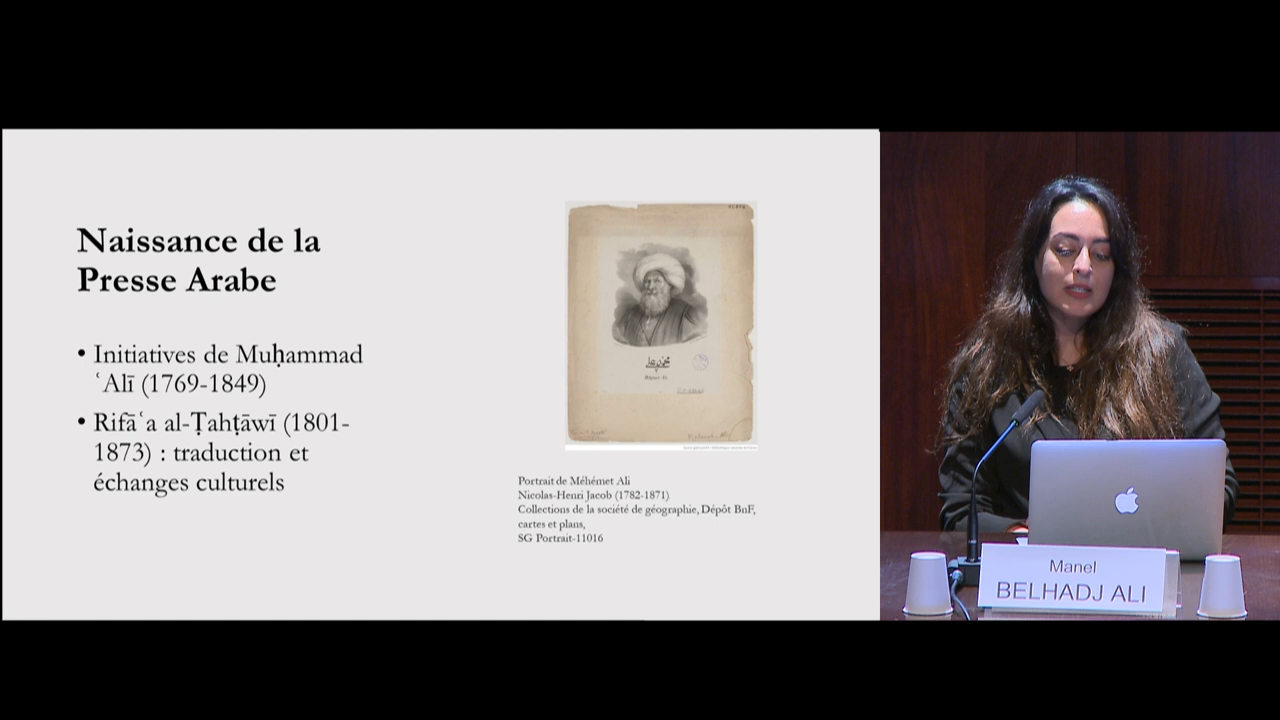 Naissance de la
Presse Arabe
• Initiatives de Muḥammad
ʿAlī (1769-1849)
• Rifāʿa al-Ṭahṭāwī (1801-
1873) : traduction et
échanges culturels
محمد علي
Portrait de Méhémet Ali
Nicolas-Henri Jacob (1782-1871)
Collections de la société de géographie, Dépôt BnF,
cartes et plans,
SG Portrait-11016
Manel
BELHADJ ALI